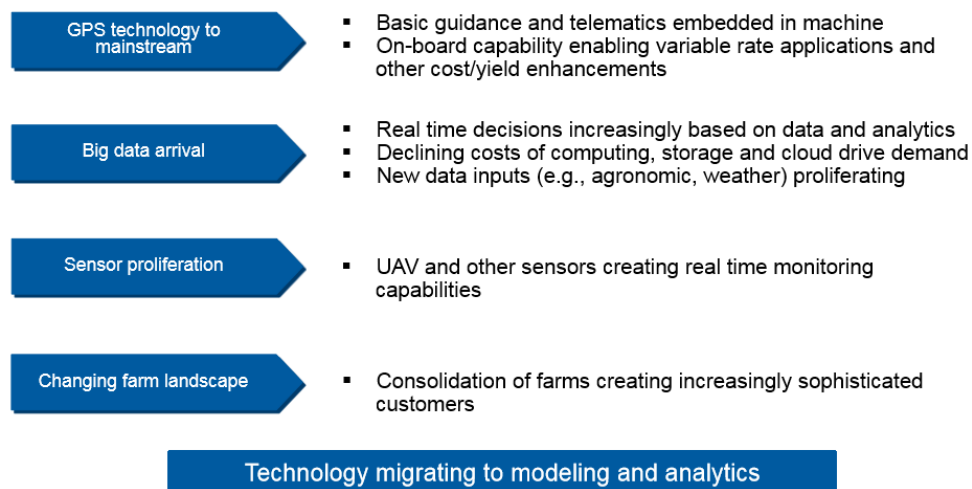 GPS technology to
mainstream
▪ Basic guidance and telematics embedded in machine
▪ On-board capability enabling variable rate applications and
other cost/yield enhancements
Big data arrival
▪ Real time decisions increasingly based on data and analytics
▪ Declining costs of computing, storage and cloud drive demand
▪ New data inputs (e.g., agronomic, weather) proliferating
Sensor proliferation
▪ UAV and other sensors creating real time monitoring
capabilities
Changing farm landscape
▪ Consolidation of farms creating increasingly sophisticated
customers
Technology migrating to modeling and analytics